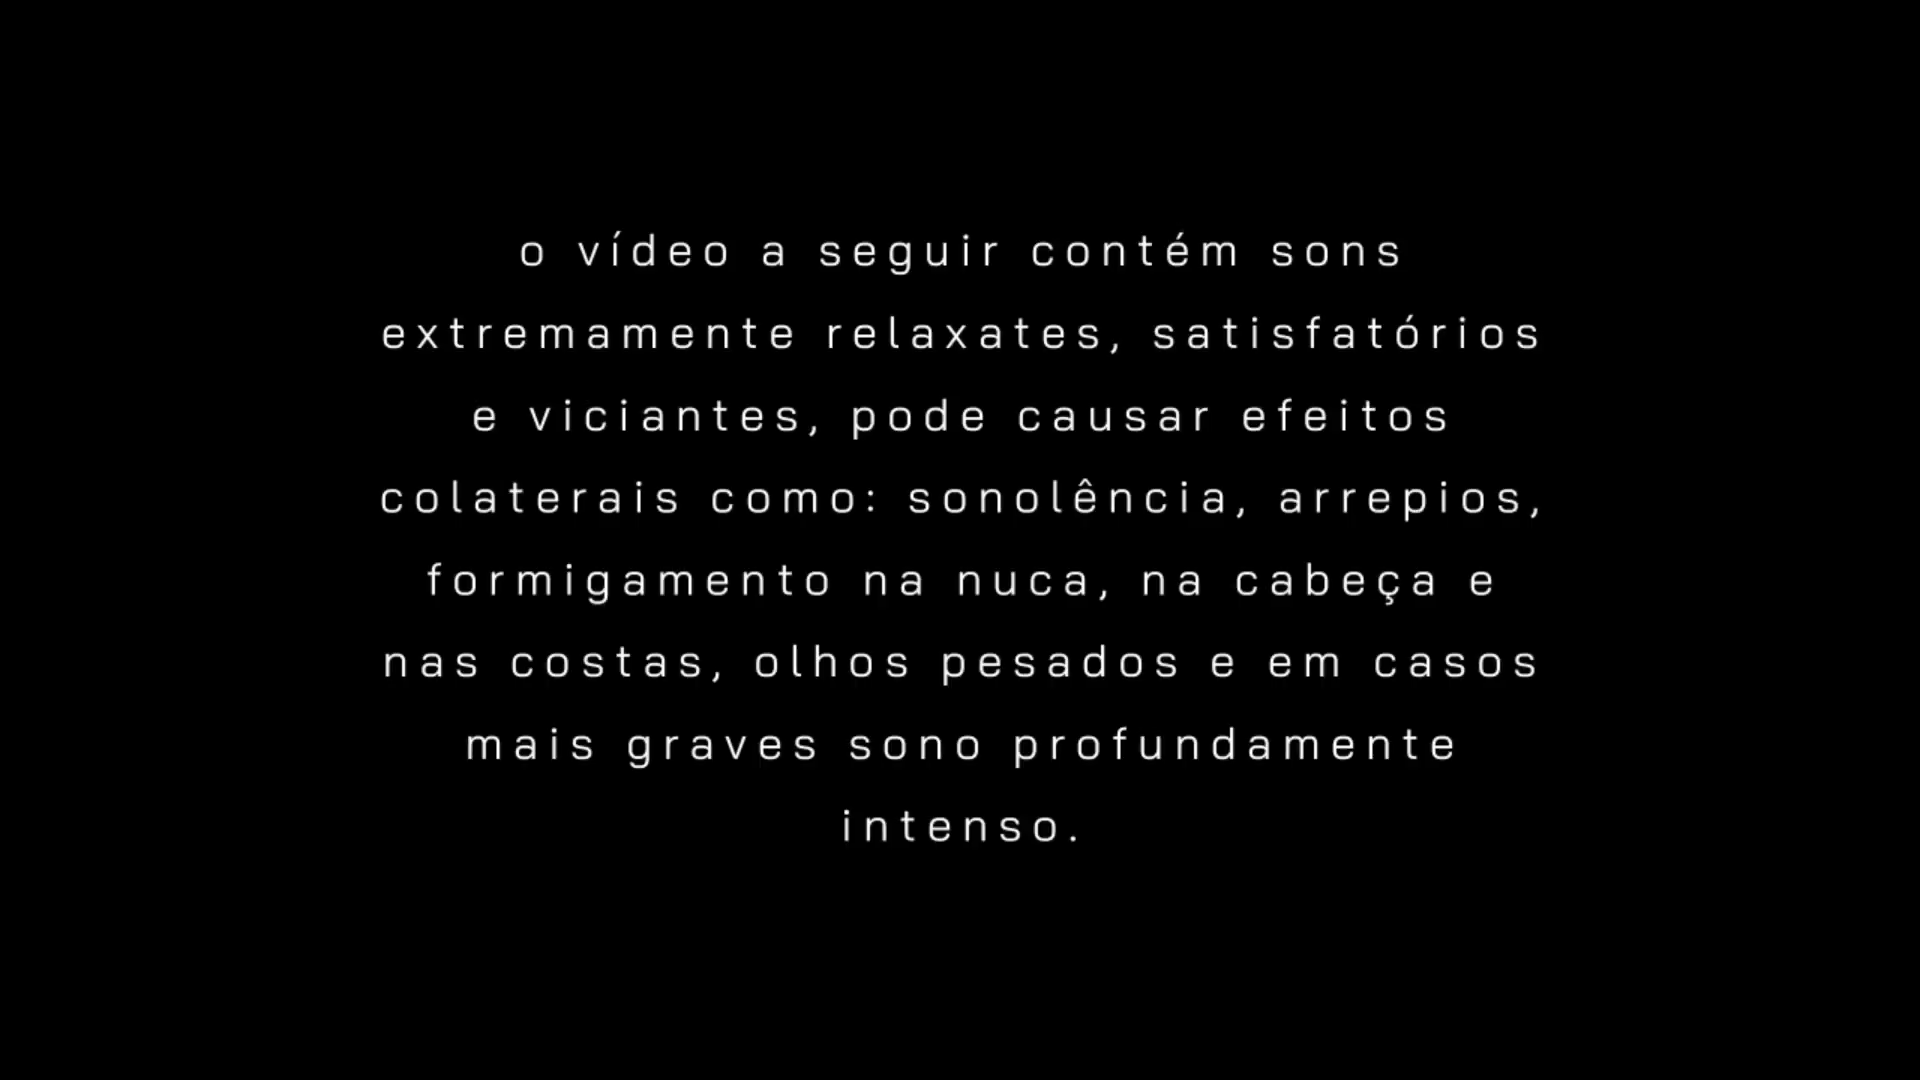 o vídeo a seguir contém sons
extremamente relaxates, satisfatórios
e viciantes, pode causar efeitos
colaterais como: sonolência, arrepios,
formigamento na nuca, na cabeça e
nas costas, olhos pesados e em casos
mais graves sono profundamente
intenso.